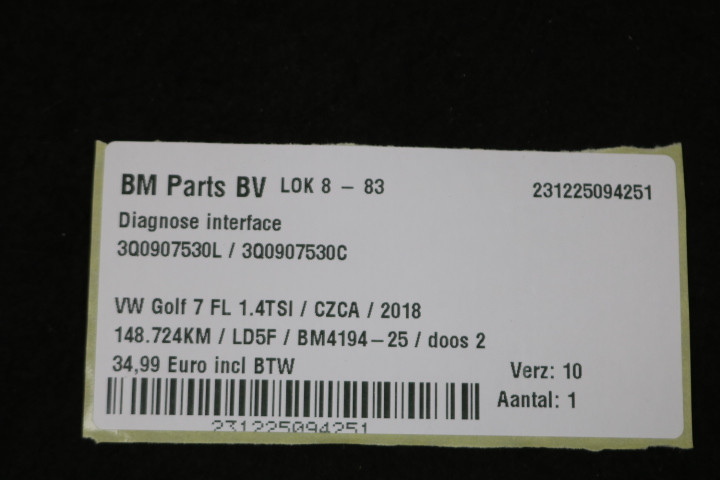 BM Parts BV LOK 8 - 83 231225094251
Diagnose interface
3Q0907530L / 3Q0907530C
VW Golf 7 FL 1.4TSI / CZCA / 2018
148.724KM / LD5F / BM4194-25 / doos 2
34,99 Euro incl BTW Verz: 10
Aantal: 1
231225094251